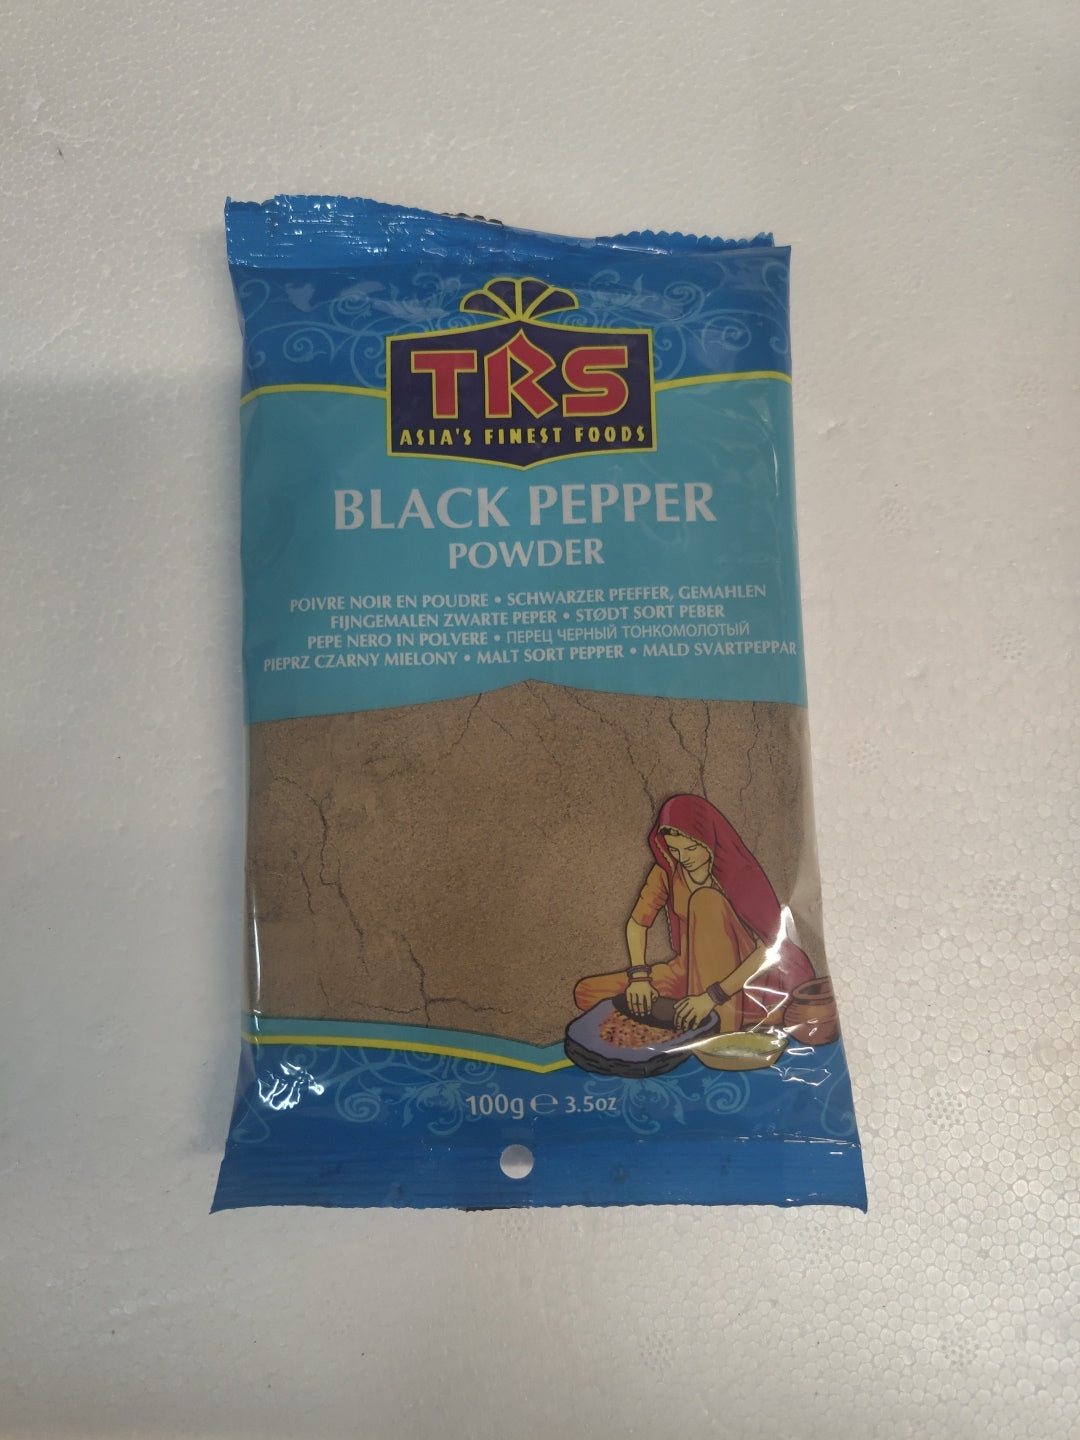 TRS
ASIA'S FINEST FOODS
BLACK PEPPER
POWDER
POIVRE NOIR EN POUDRE • SCHWARZER PFEFFER, GEMAHLEN
FIJNGEMALEN ZWARTE PEPER • STØDT SORT PEBER
PEPE NERO IN POLVERE • ПЕРЕЦ ЧЕРНЫЙ ТОНКОМОЛОТЫЙ
PIEPRZ CZARNY MIELONY • MALT SORT PEPPER • MALD SVARTPEPPAR
100g ℮ 3.5oz